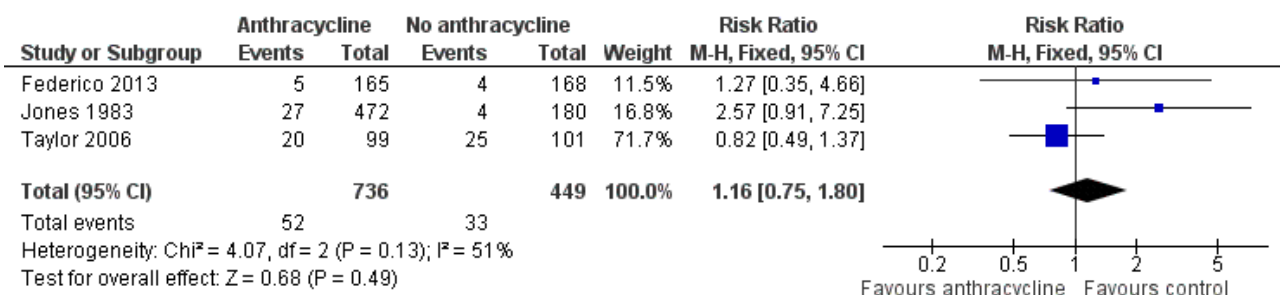 Anthracycline No anthracycline Risk Ratio Risk Ratio
Study or Subgroup Events Total Events Total Weight M-H, Fixed, 95% CI M-H, Fixed, 95% CI
Federico 2013 5 165 4 168 11.5% 1.27 [0.35, 4.66]
Jones 1983 27 472 4 180 16.8% 2.57 [0.91, 7.25]
Taylor 2006 20 99 25 101 71.7% 0.82 [0.49, 1.37]
Total (95% CI) 736 449 100.0% 1.16 [0.75, 1.80]
Total events 52 33
Heterogeneity: Chi² = 4.07, df = 2 (P = 0.13); I² = 51%
Test for overall effect: Z = 0.68 (P = 0.49)
0.2 0.5 1 2 5
Favours anthracycline Favours control